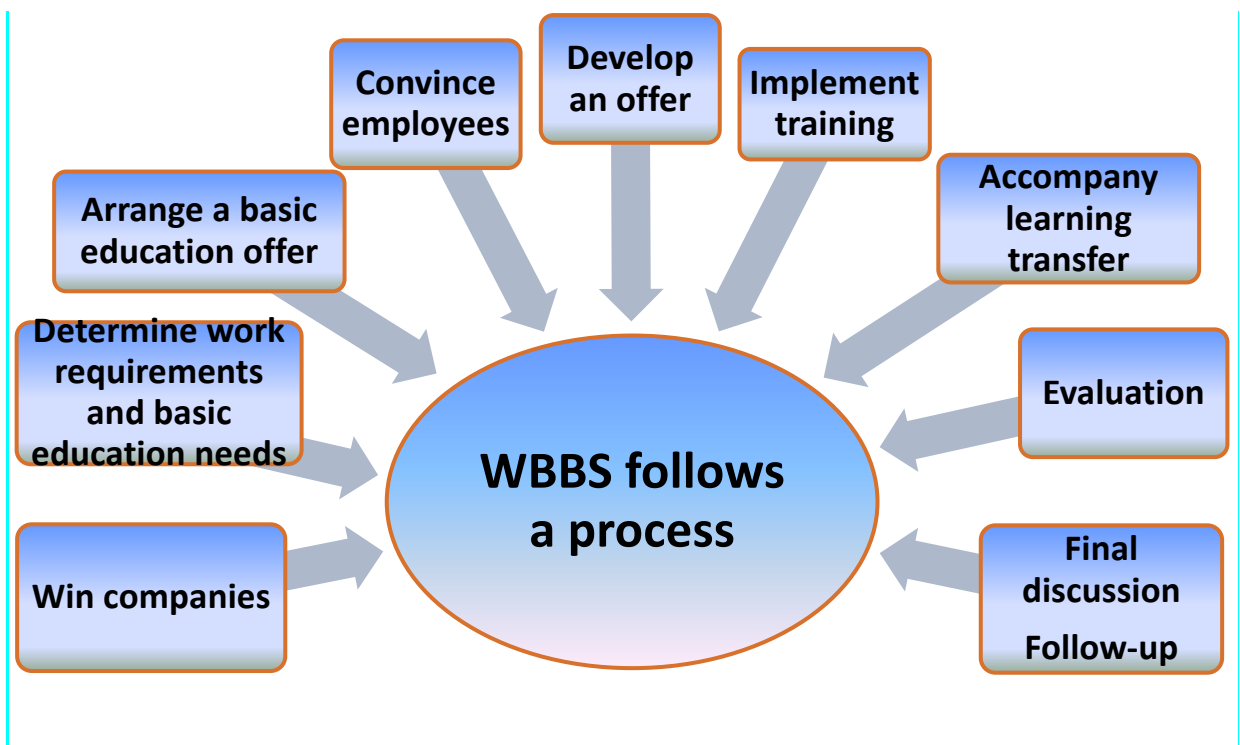 Win companies
Determine work
requirements
and basic
education needs
Arrange a basic
education offer
Convince
employees
Develop
an offer
Implement
training
Accompany
learning
transfer
Evaluation
Final
discussion
Follow-up
WBBS follows
a process